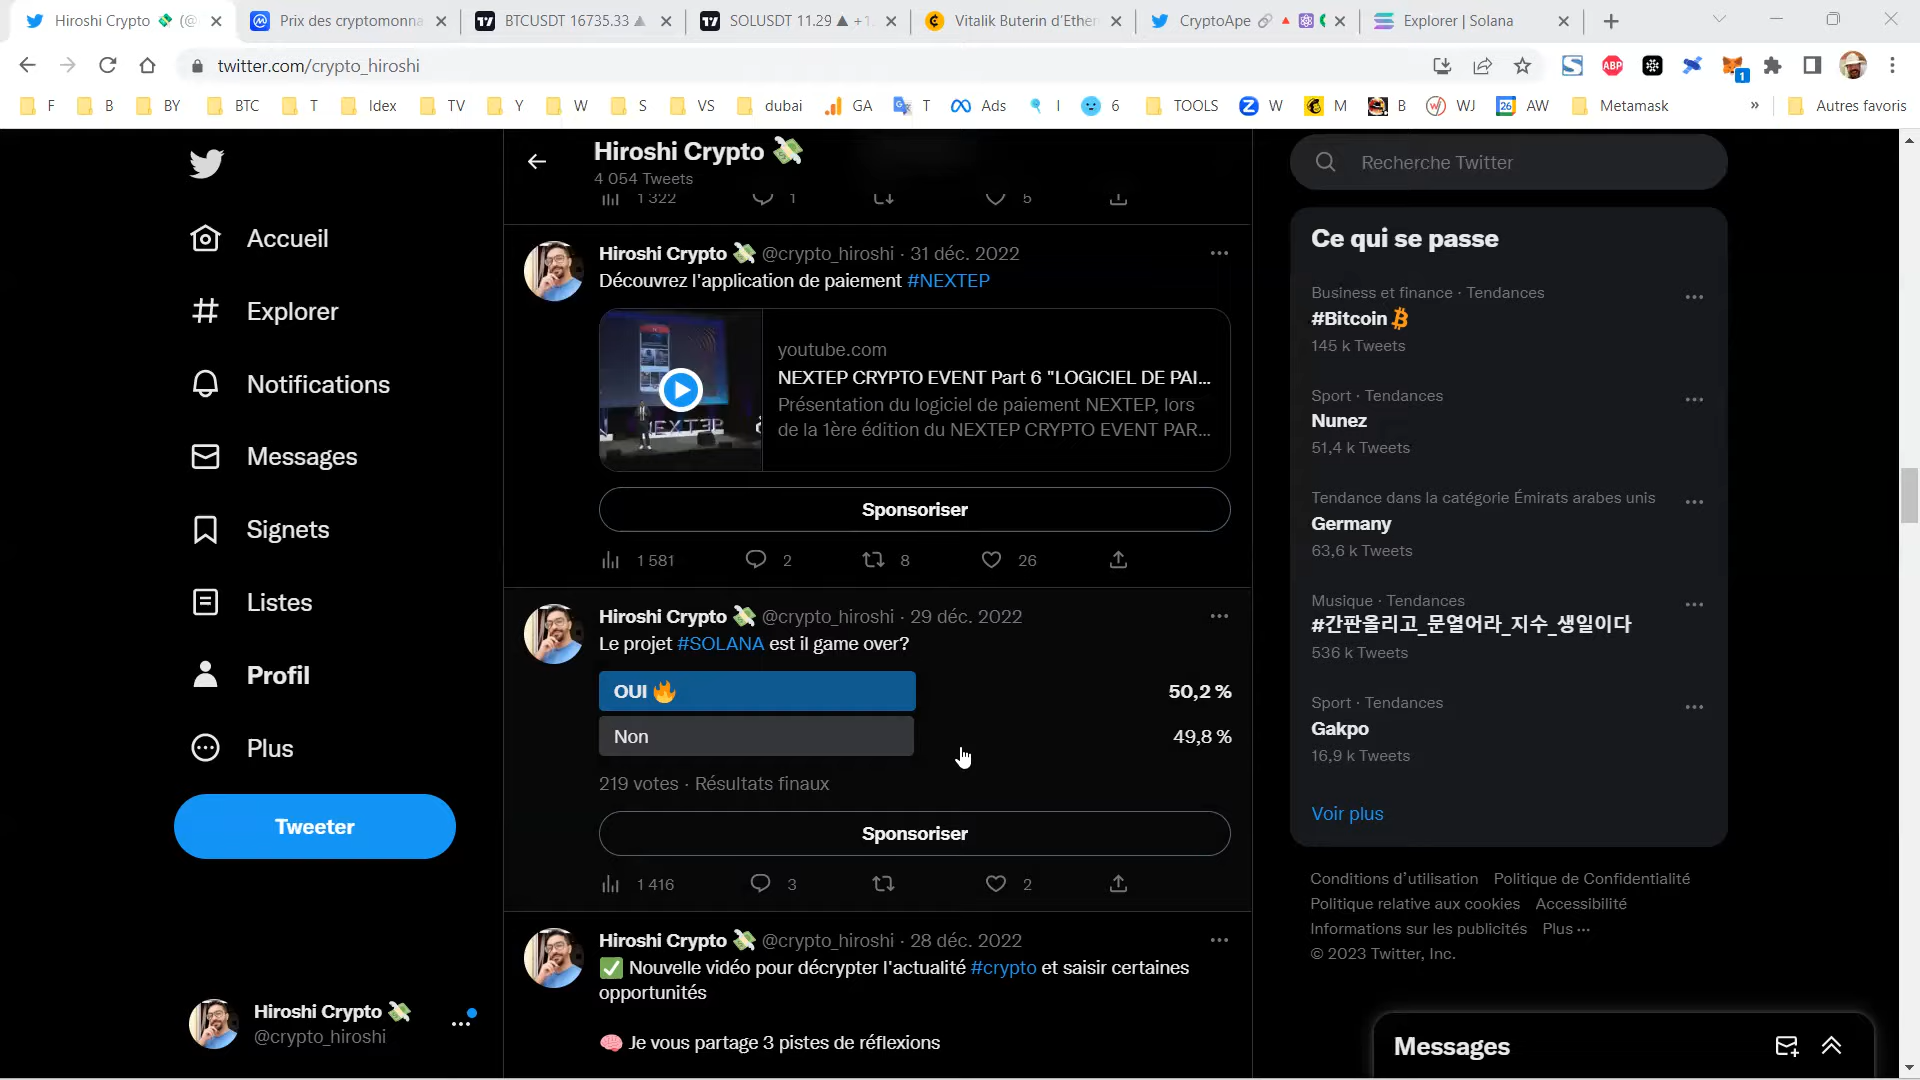 Hiroshi Crypto 💸 (@
Prix des cryptomonna
BTCUSDT 16735.33 ▲
SOLUSDT 11.29 ▲ +1
Vitalik Buterin d'Ether
CryptoApe
Explorer | Solana
twitter.com/crypto_hiroshi
F
B
BY
BTC
T
Idex
TV
Y
W
S
VS
dubai
GA
T
Ads
I
6
TOOLS
W
M
B
WJ
AW
Metamask
»
Autres favoris
Accueil
Explorer
Notifications
Messages
Signets
Listes
Profil
Plus
Tweeter
Hiroshi Crypto 💸
@crypto_hiroshi
Hiroshi Crypto 💸
4 054 Tweets
1 322
1
5
Hiroshi Crypto 💸 @crypto_hiroshi · 31 déc. 2022
Découvrez l'application de paiement #NEXTEP
youtube.com
NEXTEP CRYPTO EVENT Part 6 "LOGICIEL DE PAI...
Présentation du logiciel de paiement NEXTEP, lors
de la 1ère édition du NEXTEP CRYPTO EVENT PAR...
Sponsoriser
1 581
2
8
26
Hiroshi Crypto 💸 @crypto_hiroshi · 29 déc. 2022
Le projet #SOLANA est il game over?
OUI 🔥 50,2 %
Non 49,8 %
219 votes · Résultats finaux
Sponsoriser
1 416
3
2
Hiroshi Crypto 💸 @crypto_hiroshi · 28 déc. 2022
✅ Nouvelle vidéo pour décrypter l'actualité #crypto et saisir certaines
opportunités
🧠 Je vous partage 3 pistes de réflexions
Recherche Twitter
Ce qui se passe
Business et finance · Tendances
#Bitcoin
145 k Tweets
Sport · Tendances
Nunez
51,4 k Tweets
Tendance dans la catégorie Émirats arabes unis
Germany
63,6 k Tweets
Musique · Tendances
#간판올리고_문열어라_지수_생일이다
536 k Tweets
Sport · Tendances
Gakpo
16,9 k Tweets
Voir plus
Conditions d'utilisation Politique de Confidentialité
Politique relative aux cookies Accessibilité
Informations sur les publicités Plus ···
© 2023 Twitter, Inc.
Messages